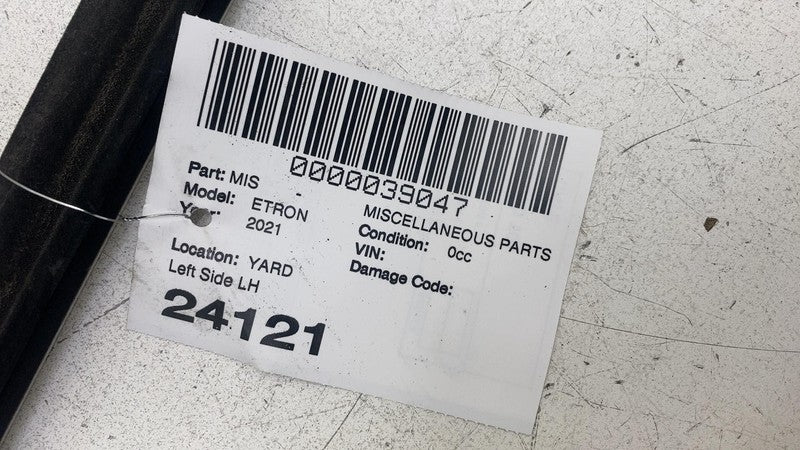 0000039047
Part: MIS MISCELLANEOUS PARTS
Model: ETRON Condition: 0cc
Year: 2021 VIN:
Location: YARD Damage Code:
Left Side LH
24121